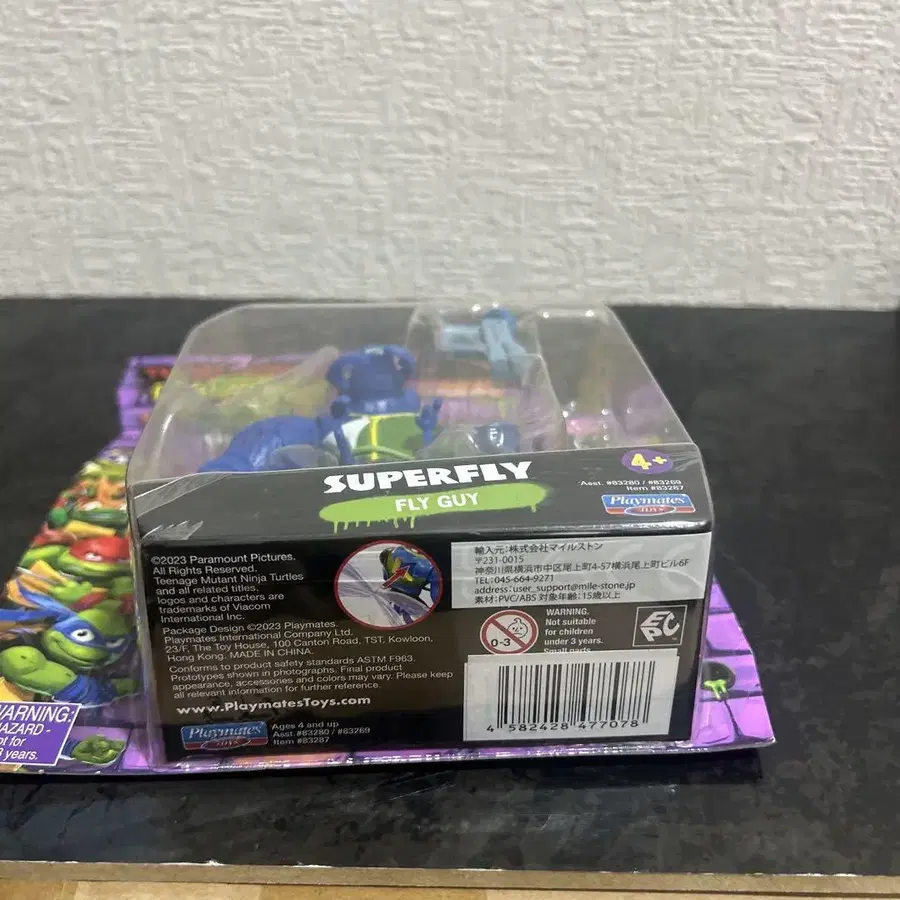 SUPERFLY
FLY GUY
4+
Asst. #83280 / #83269
Item #83287
Playmates
TOYS
©2023 Paramount Pictures.
All Rights Reserved.
Teenage Mutant Ninja Turtles
and all related titles,
logos and characters are
trademarks of Viacom
International Inc.
Package Design ©2023 Playmates.
Playmates International Company Ltd.
23/F, The Toy House, 100 Canton Road, TST, Kowloon,
Hong Kong. MADE IN CHINA.
Conforms to product safety standards ASTM F963.
Prototypes shown in photographs. Final product
appearance, accessories and colors may vary. Please keep
all relevant information for further reference.
www.PlaymatesToys.com
Playmates
TOYS
Ages 4 and up
Asst. #83280 / #83269
Item #83287
輸入元:株式会社マイルストン
〒231-0015
神奈川県横浜市中区尾上町4-57横浜尾上町ビル6F
TEL:045-664-9271
address:user_support@mile-stone.jp
素材:PVC/ABS 対象年齢:15歳以上
0-3
WARNING.
Not suitable
for children
under 3 years.
Small parts.
EPC
4 582428 477078
WARNING:
HAZARD -
ot for
3 years.